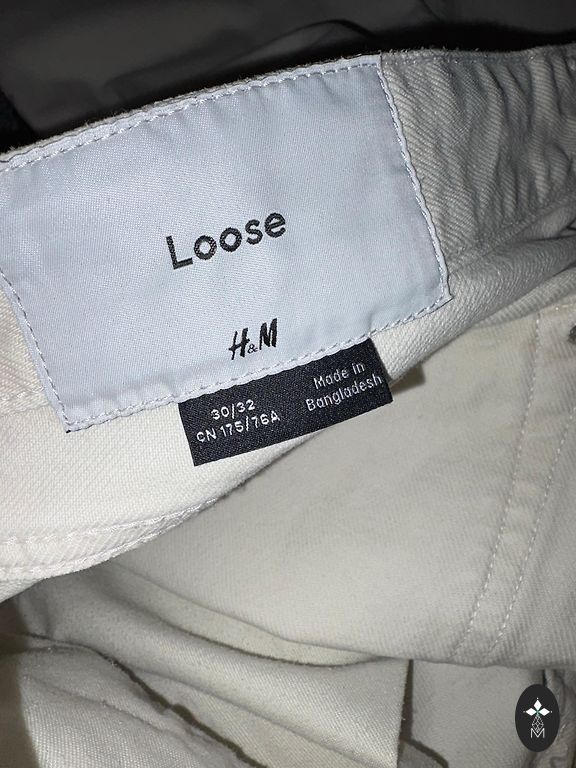 Loose
H&M
30/32
CN 175/76A
Made in
Bangladesh
M